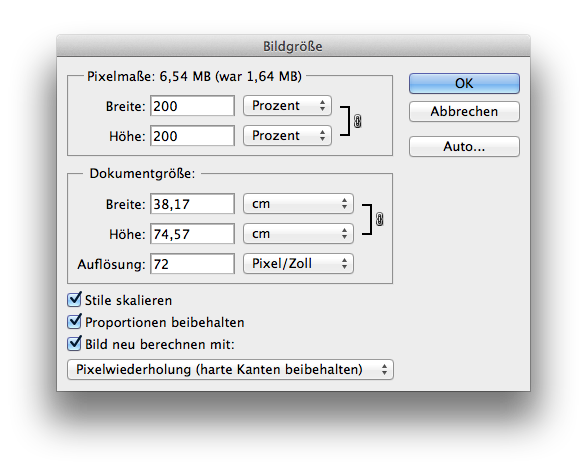 Bildgröße
Pixelmaße: 6,54 MB (war 1,64 MB)
Breite: 200 Prozent
Höhe: 200 Prozent
OK
Abbrechen
Auto...
Dokumentgröße:
Breite: 38,17 cm
Höhe: 74,57 cm
Auflösung: 72 Pixel/Zoll
Stile skalieren
Proportionen beibehalten
Bild neu berechnen mit:
Pixelwiederholung (harte Kanten beibehalten)